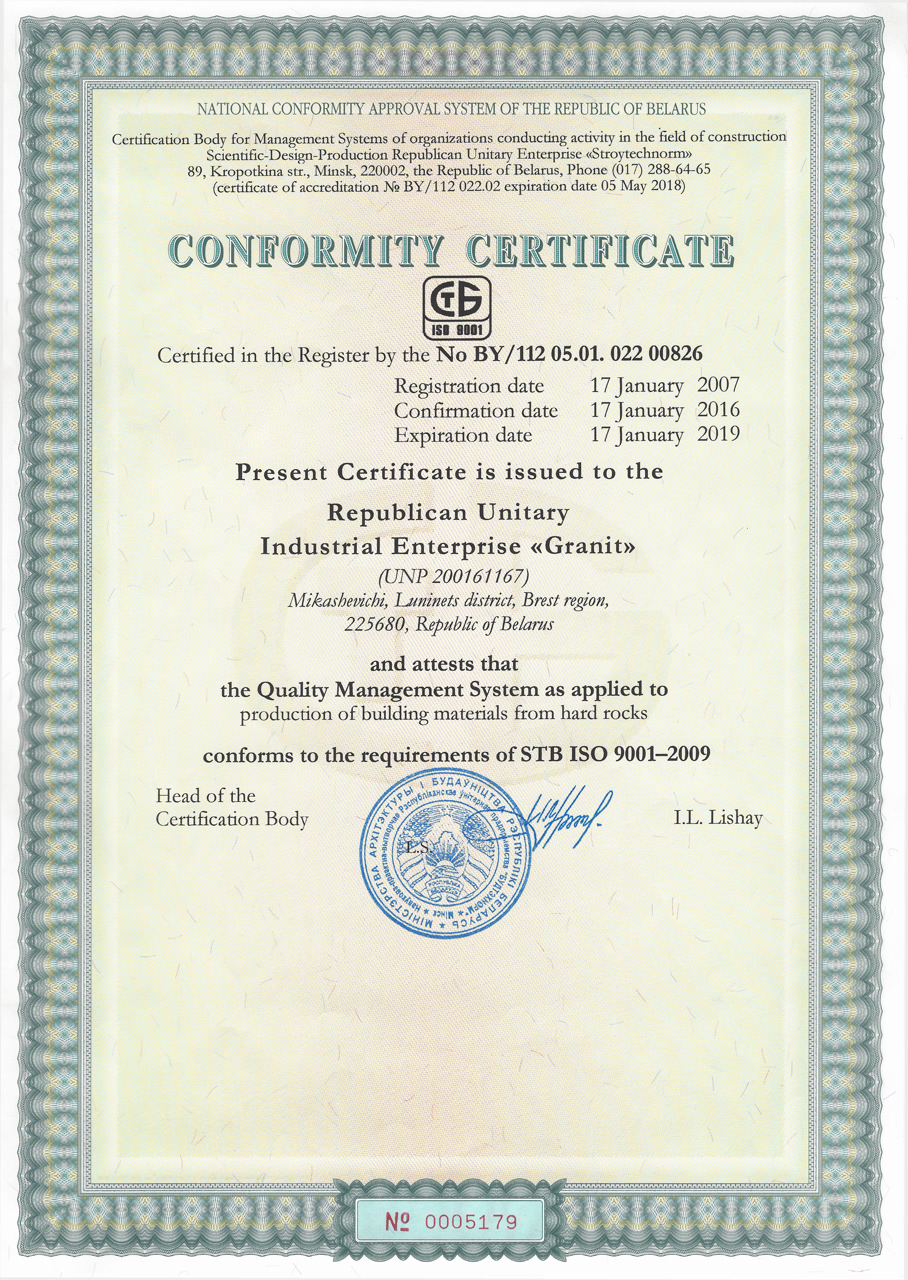 NATIONAL CONFORMITY APPROVAL SYSTEM OF THE REPUBLIC OF BELARUS
Certification Body for Management Systems of organizations conducting activity in the field of construction
Scientific-Design-Production Republican Unitary Enterprise «Stroytechnorm»
89, Kropotkina str., Minsk, 220002, the Republic of Belarus, Phone (017) 288-64-65
(certificate of accreditation № BY/112 022.02 expiration date 05 May 2018)
CONFORMITY CERTIFICATE
СТБ
ISO 9001
Certified in the Register by the No BY/112 05.01. 022 00826
Registration date 17 January 2007
Confirmation date 17 January 2016
Expiration date 17 January 2019
Present Certificate is issued to the
Republican Unitary
Industrial Enterprise «Granit»
(UNP 200161167)
Mikashevichi, Luninets district, Brest region,
225680, Republic of Belarus
and attests that
the Quality Management System as applied to
production of building materials from hard rocks
conforms to the requirements of STB ISO 9001–2009
Head of the
Certification Body
I.L. Lishay
L.S.
МІНІСТЭРСТВА АРХІТЭКТУРЫ І БУДАЎНІЦТВА РЭСПУБЛІКІ БЕЛАРУСЬ
РЭСПУБЛІКА
БЕЛАРУСЬ
МІНСК
№ 0005179